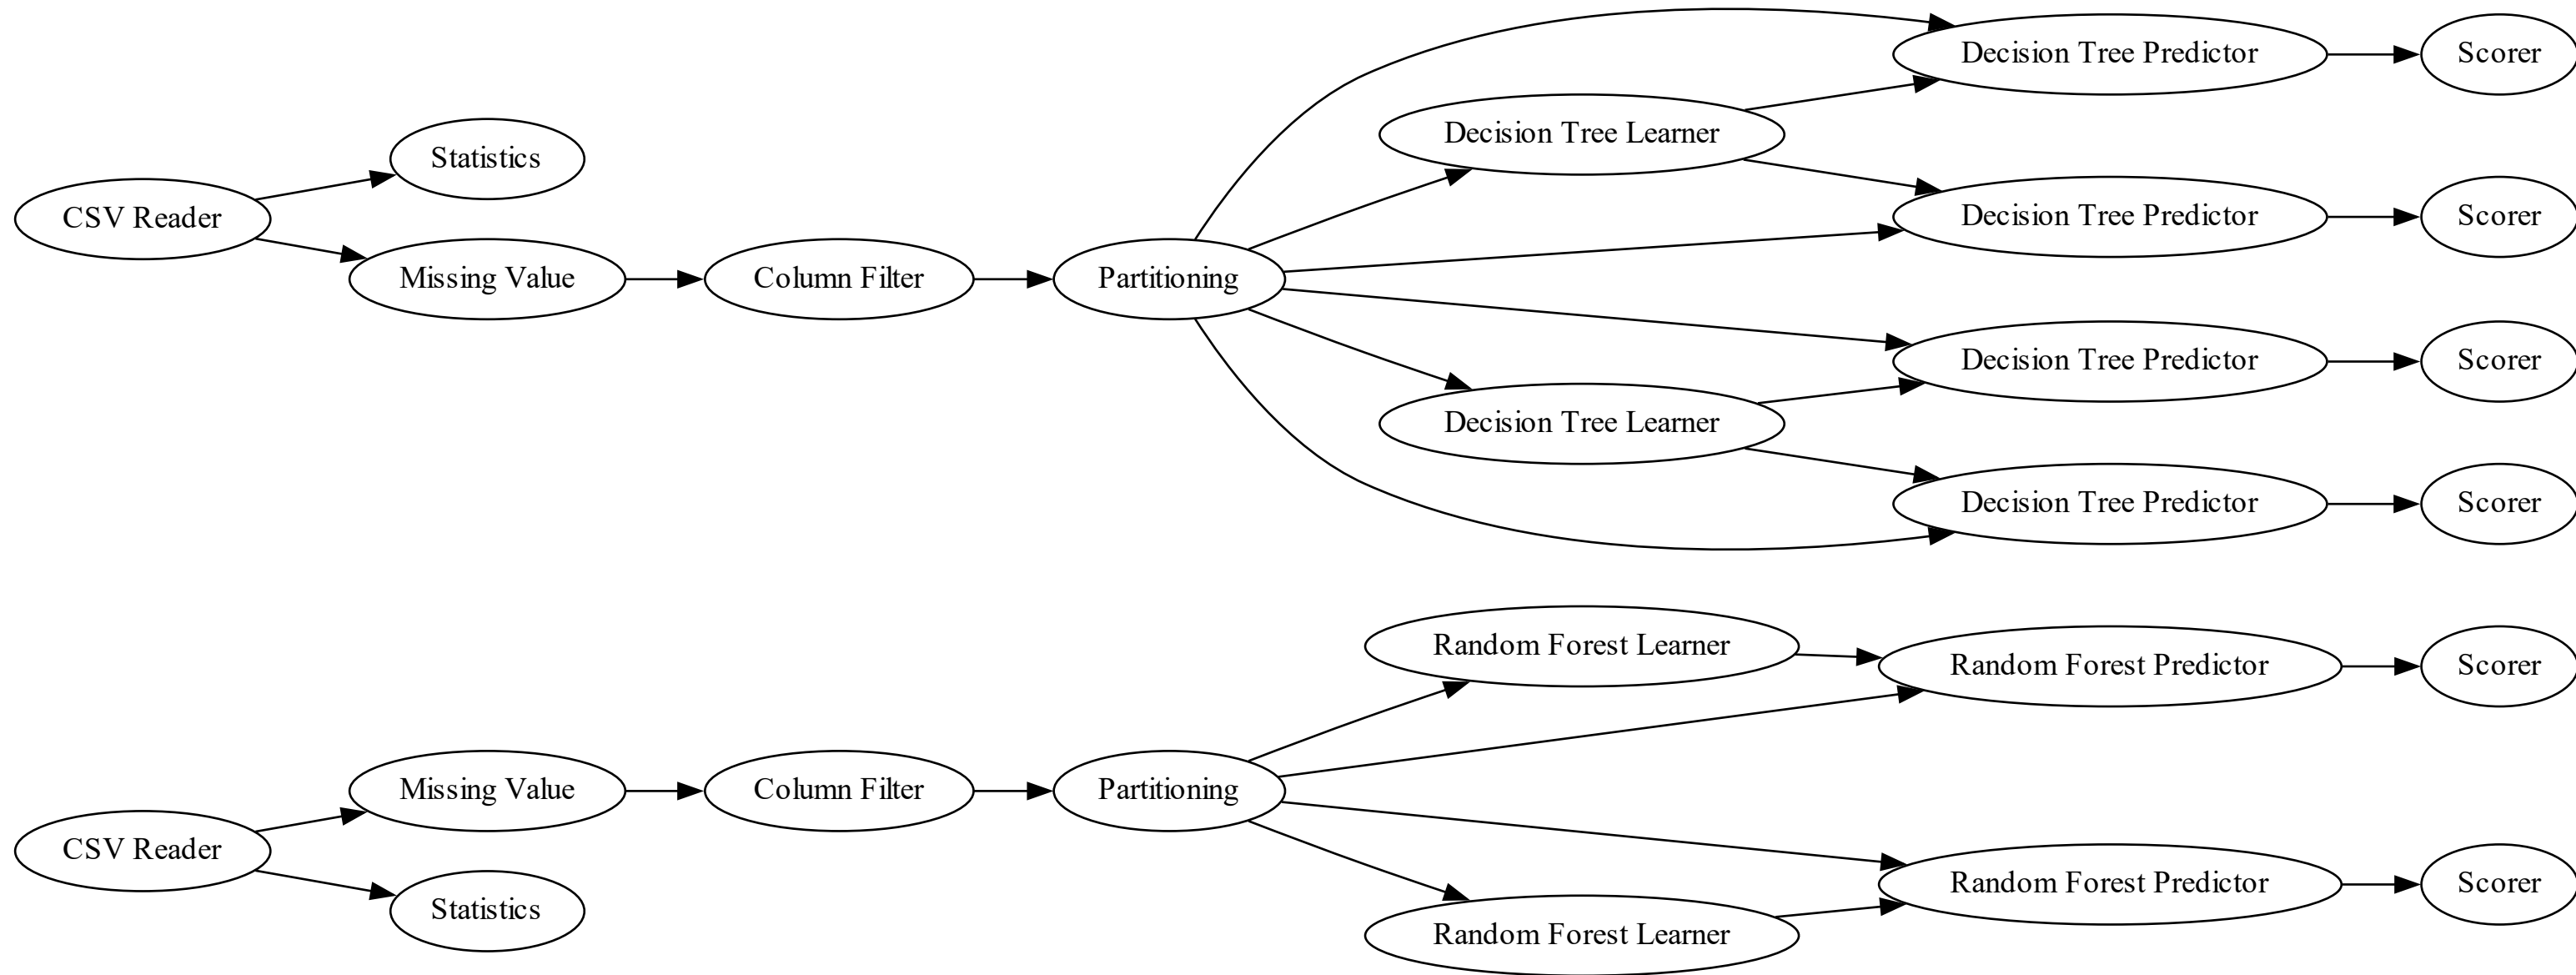 Decision Tree Predictor
Scorer
Decision Tree Learner
Statistics
CSV Reader
Decision Tree Predictor
Scorer
Missing Value
Column Filter
Partitioning
Decision Tree Predictor
Scorer
Decision Tree Learner
Decision Tree Predictor
Scorer
Random Forest Learner
Random Forest Predictor
Scorer
Missing Value
Column Filter
Partitioning
CSV Reader
Random Forest Predictor
Scorer
Statistics
Random Forest Learner